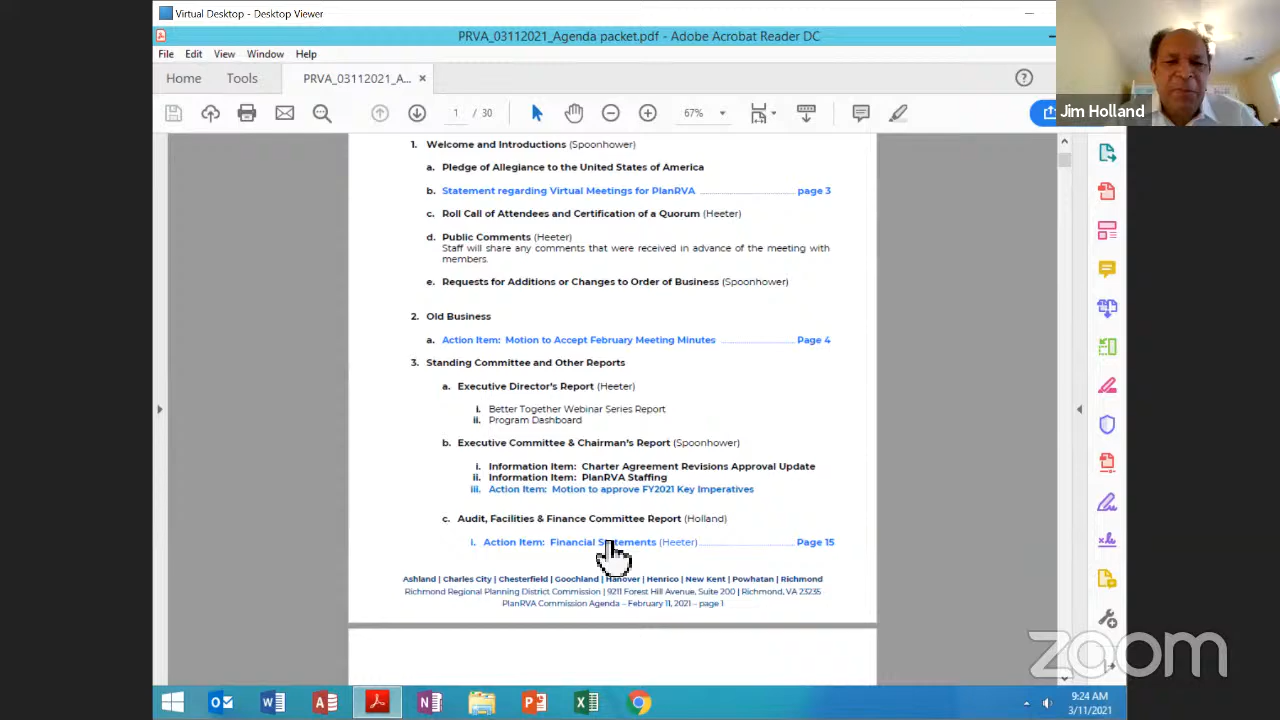 Virtual Desktop - Desktop Viewer
PRVA_03112021_Agenda packet.pdf - Adobe Acrobat Reader DC
File Edit View Window Help
Home Tools PRVA_03112021_A... ×
1 / 30 67%
Jim Holland
1. Welcome and Introductions (Spoonhower)
a. Pledge of Allegiance to the United States of America
b. Statement regarding Virtual Meetings for PlanRVA page 3
c. Roll Call of Attendees and Certification of a Quorum (Heeter)
d. Public Comments (Heeter)
Staff will share any comments that were received in advance of the meeting with
members.
e. Requests for Additions or Changes to Order of Business (Spoonhower)
2. Old Business
a. Action Item: Motion to Accept February Meeting Minutes Page 4
3. Standing Committee and Other Reports
a. Executive Director's Report (Heeter)
i. Better Together Webinar Series Report
ii. Program Dashboard
b. Executive Committee & Chairman's Report (Spoonhower)
i. Information Item: Charter Agreement Revisions Approval Update
ii. Information Item: PlanRVA Staffing
iii. Action Item: Motion to approve FY2021 Key Imperatives
c. Audit, Facilities & Finance Committee Report (Holland)
i. Action Item: Financial Statements (Heeter) Page 15
Ashland | Charles City | Chesterfield | Goochland | Hanover | Henrico | New Kent | Powhatan | Richmond
Richmond Regional Planning District Commission | 9211 Forest Hill Avenue, Suite 200 | Richmond, VA 23235
PlanRVA Commission Agenda – February 11, 2021 – page 1
zoom
9:24 AM
3/11/2021